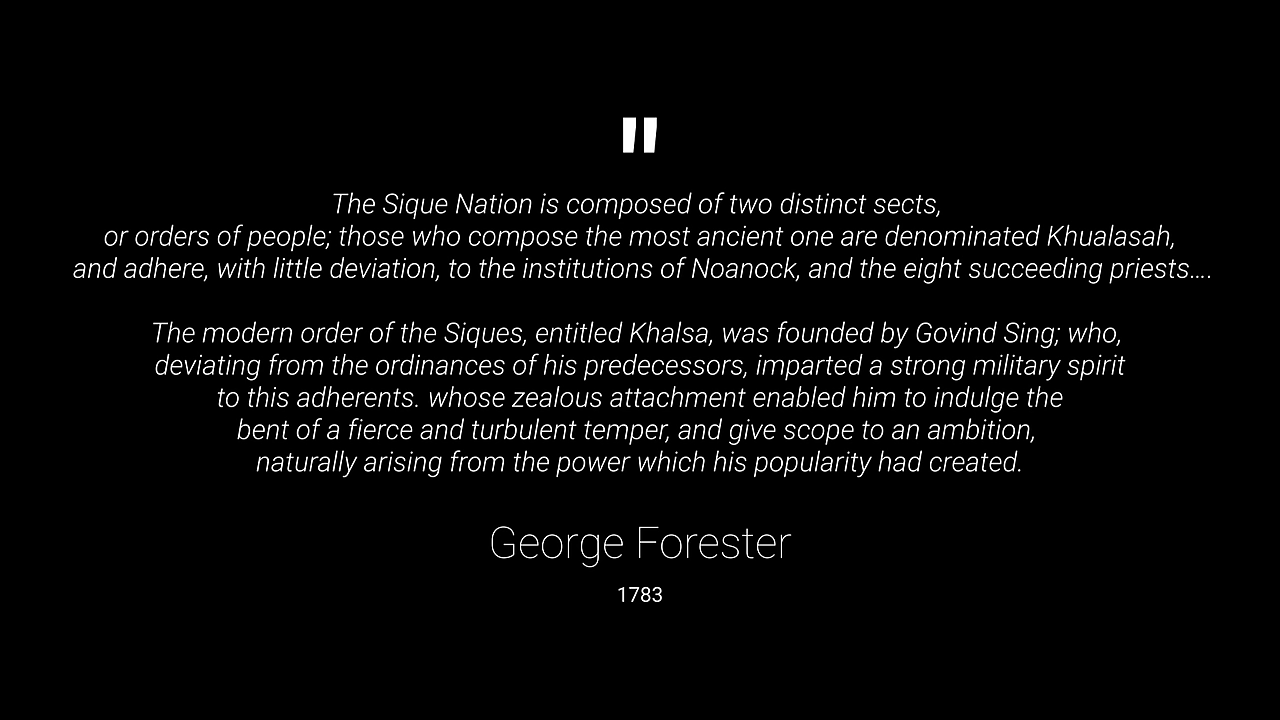 "
The Sique Nation is composed of two distinct sects,
or orders of people; those who compose the most ancient one are denominated Khualasah,
and adhere, with little deviation, to the institutions of Noanock, and the eight succeeding priests....
The modern order of the Siques, entitled Khalsa, was founded by Govind Sing; who,
deviating from the ordinances of his predecessors, imparted a strong military spirit
to this adherents. whose zealous attachment enabled him to indulge the
bent of a fierce and turbulent temper, and give scope to an ambition,
naturally arising from the power which his popularity had created.
George Forester
1783